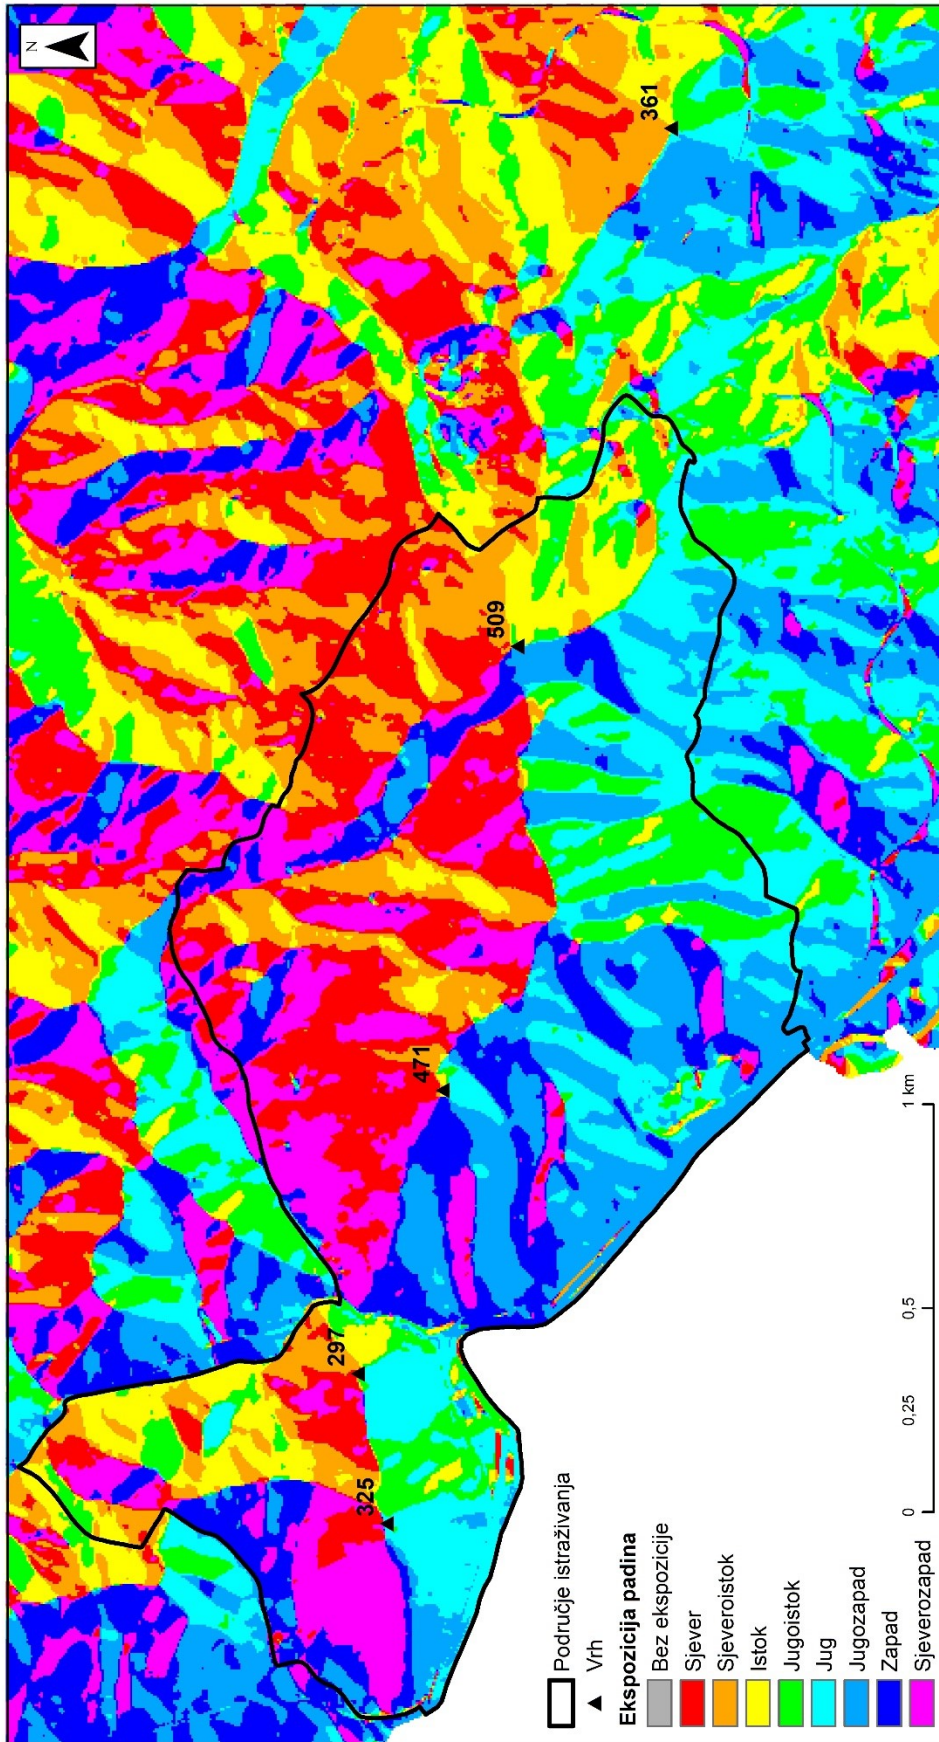 N
361
509
471
297
325
Područje istraživanja
Vrh
Ekspozicija padina
Bez ekspozicije
Sjever
Sjeveroistok
Istok
Jugoistok
Jug
Jugozapad
Zapad
Sjeverozapad
0 0,25 0,5 1 km